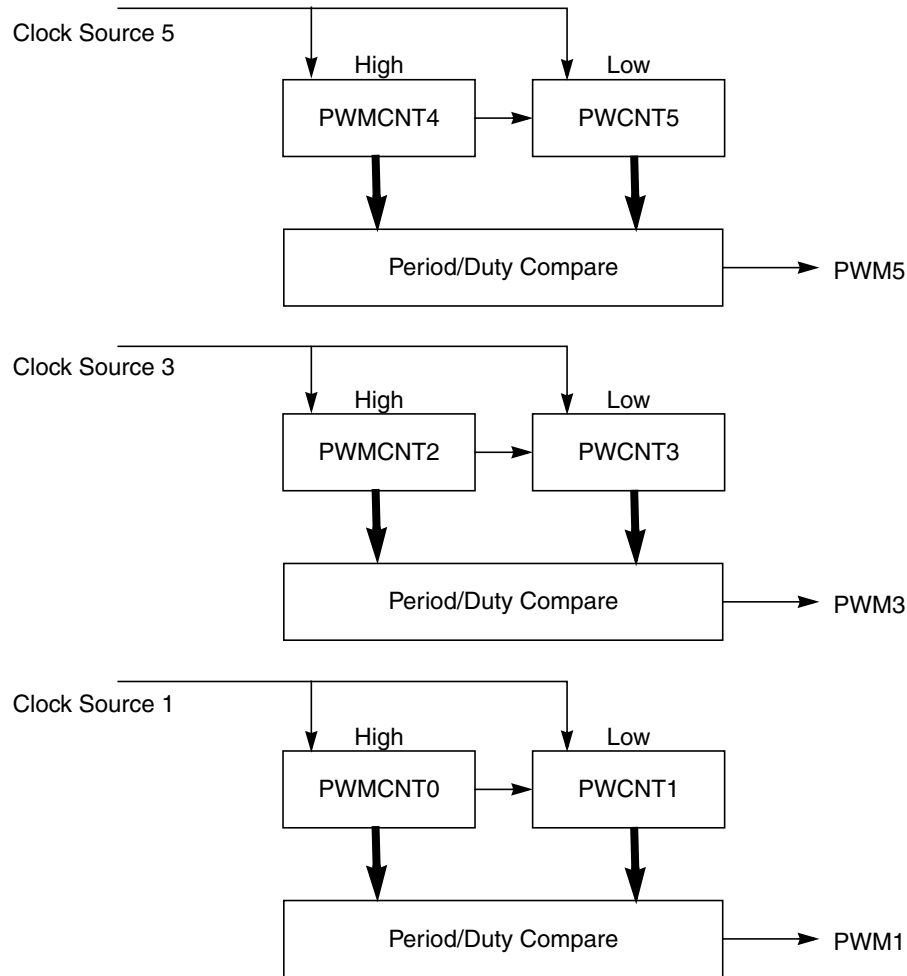 Clock Source 5
High
Low
PWMCNT4
PWCNT5
Period/Duty Compare
PWM5
Clock Source 3
High
Low
PWMCNT2
PWCNT3
Period/Duty Compare
PWM3
Clock Source 1
High
Low
PWMCNT0
PWCNT1
Period/Duty Compare
PWM1